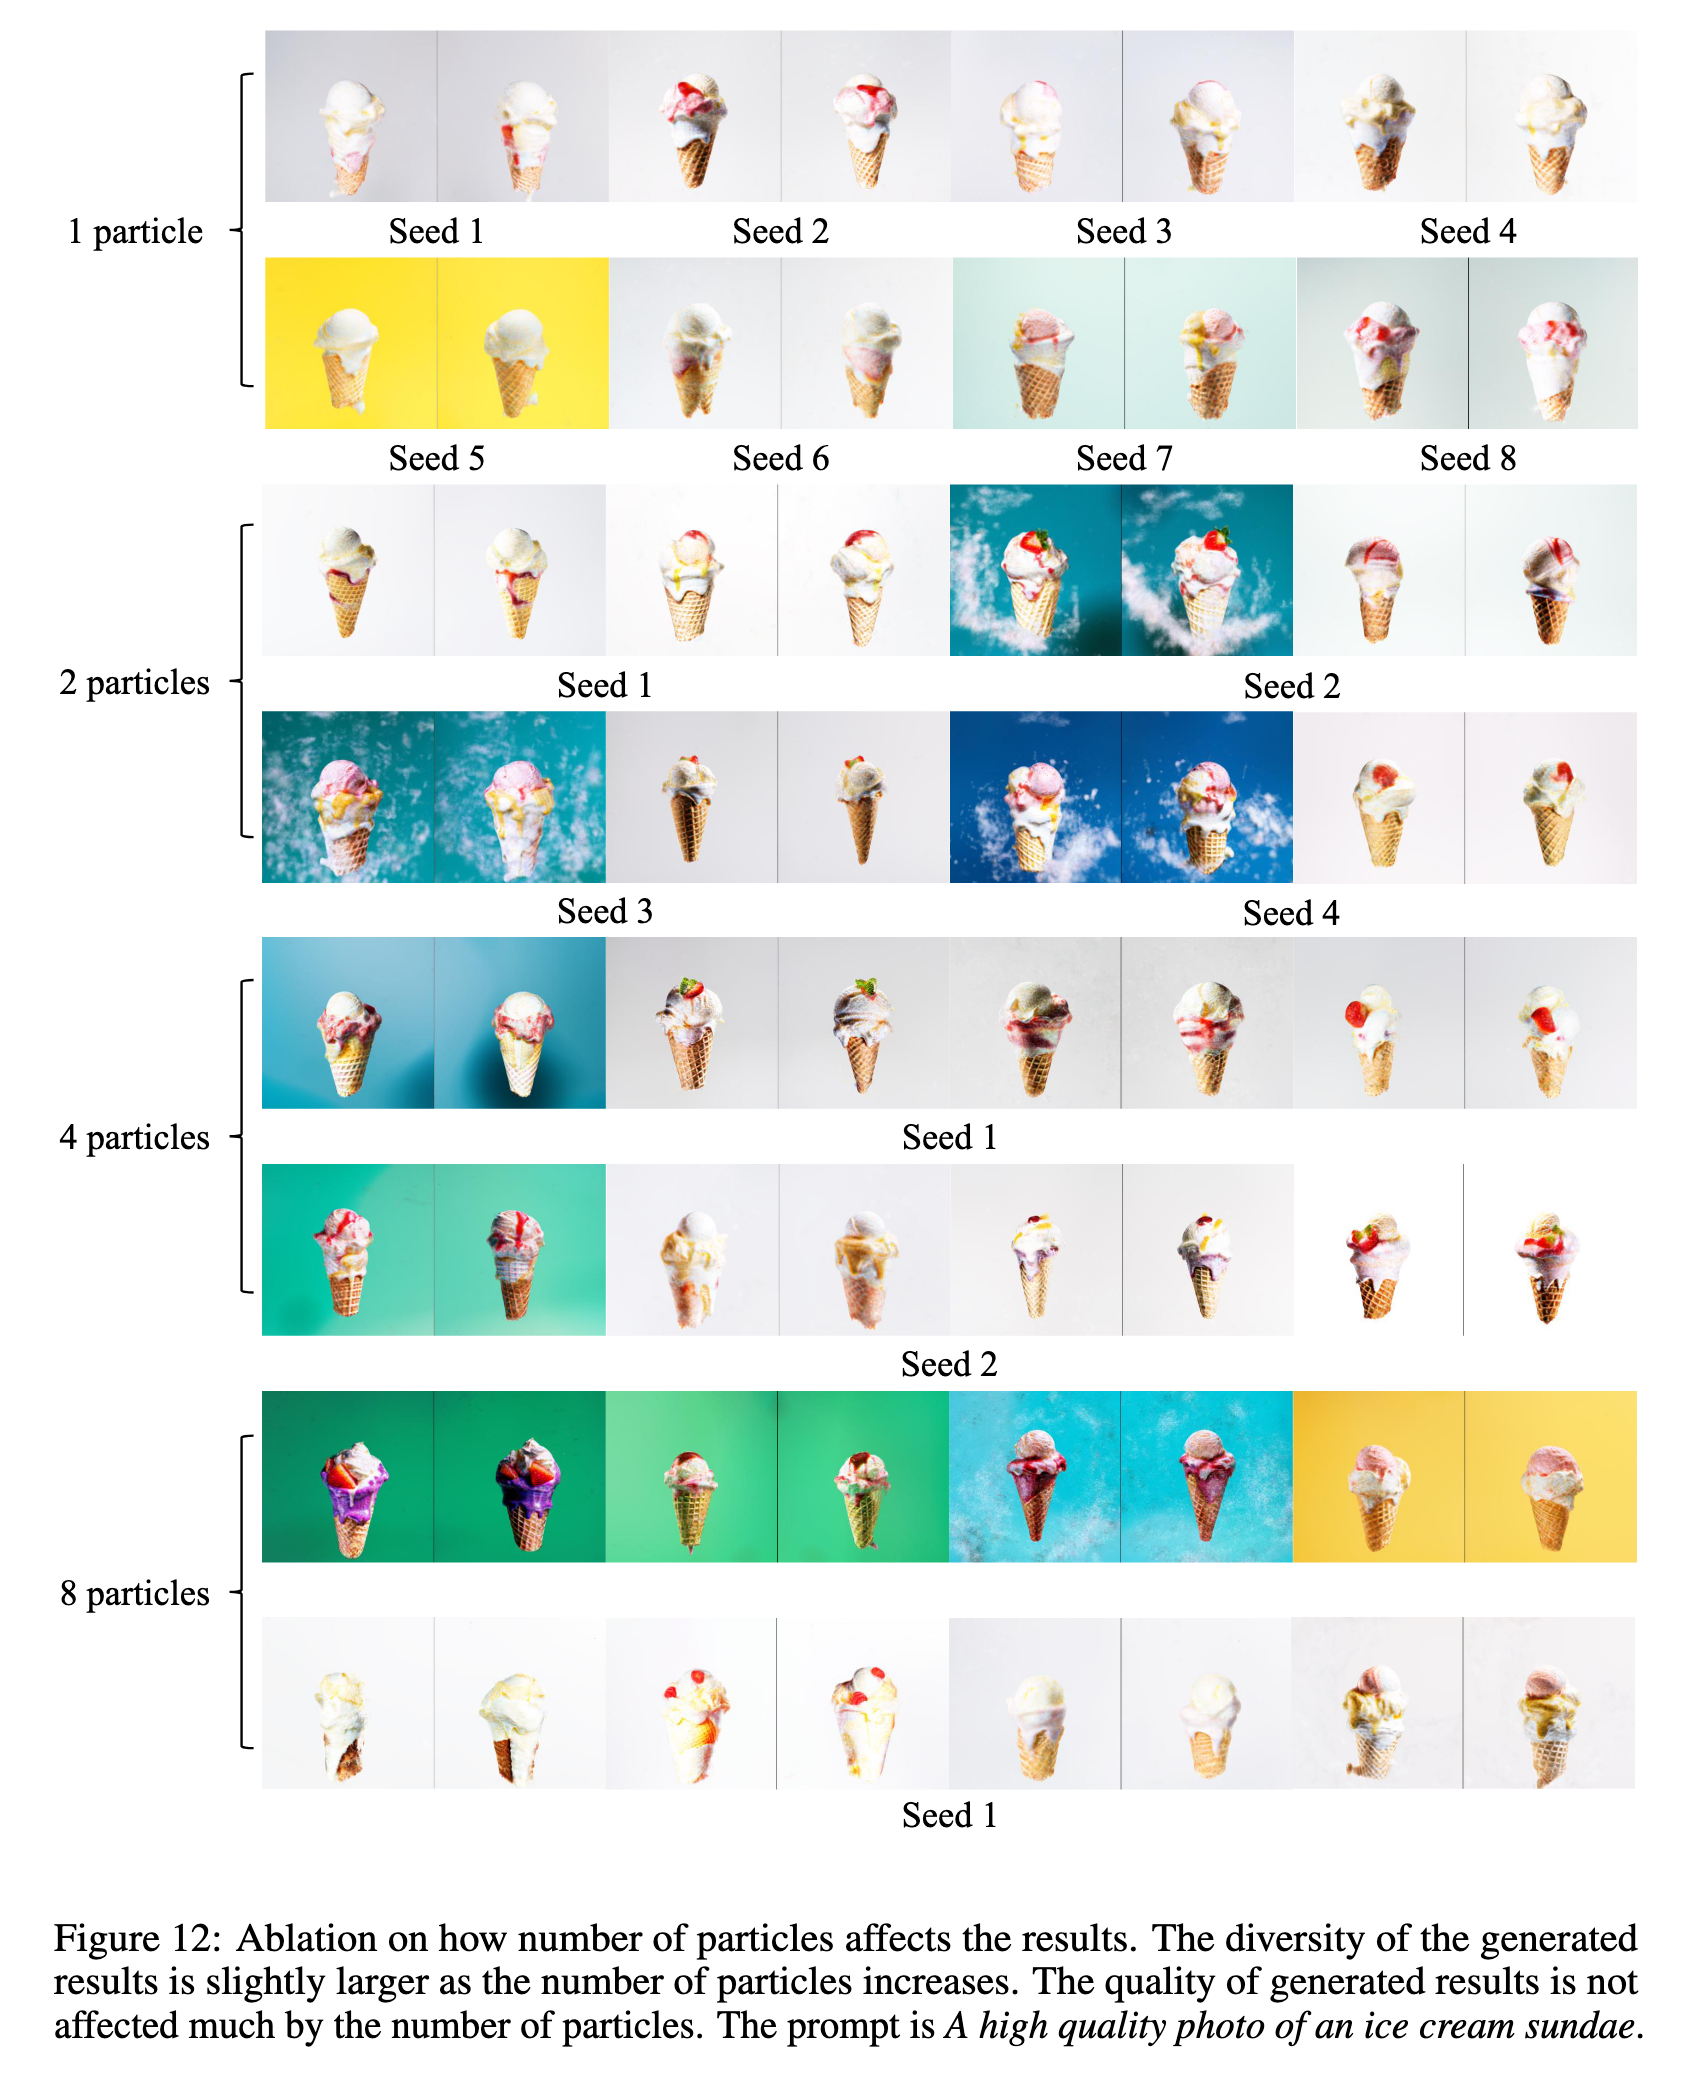 1 particle
Seed 1 Seed 2 Seed 3 Seed 4
Seed 5 Seed 6 Seed 7 Seed 8
2 particles
Seed 1 Seed 2
Seed 3 Seed 4
4 particles
Seed 1
Seed 2
8 particles
Seed 1
Figure 12: Ablation on how number of particles affects the results. The diversity of the generated
results is slightly larger as the number of particles increases. The quality of generated results is not
affected much by the number of particles. The prompt is A high quality photo of an ice cream sundae.